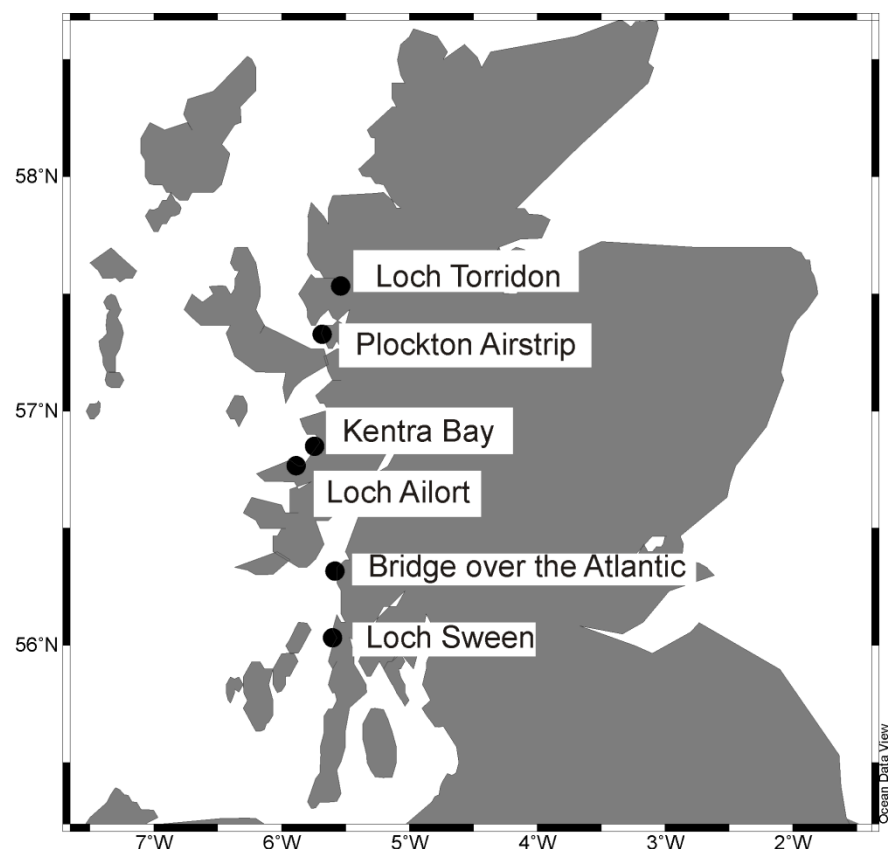 58°N
Loch Torridon
Plockton Airstrip
57°N
Kentra Bay
Loch Ailort
Bridge over the Atlantic
56°N
Loch Sween
Ocean Data View
7°W 6°W 5°W 4°W 3°W 2°W